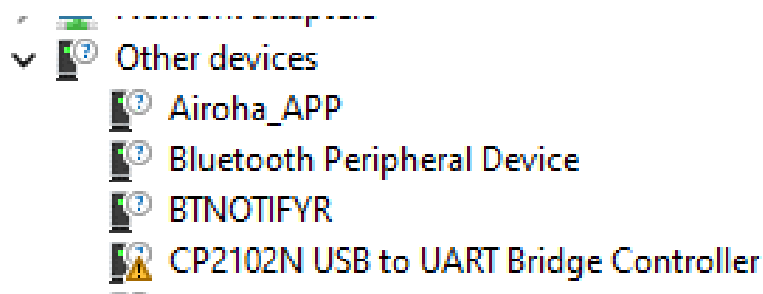 Other devices
Airoha_APP
Bluetooth Peripheral Device
BTNOTIFYR
CP2102N USB to UART Bridge Controller